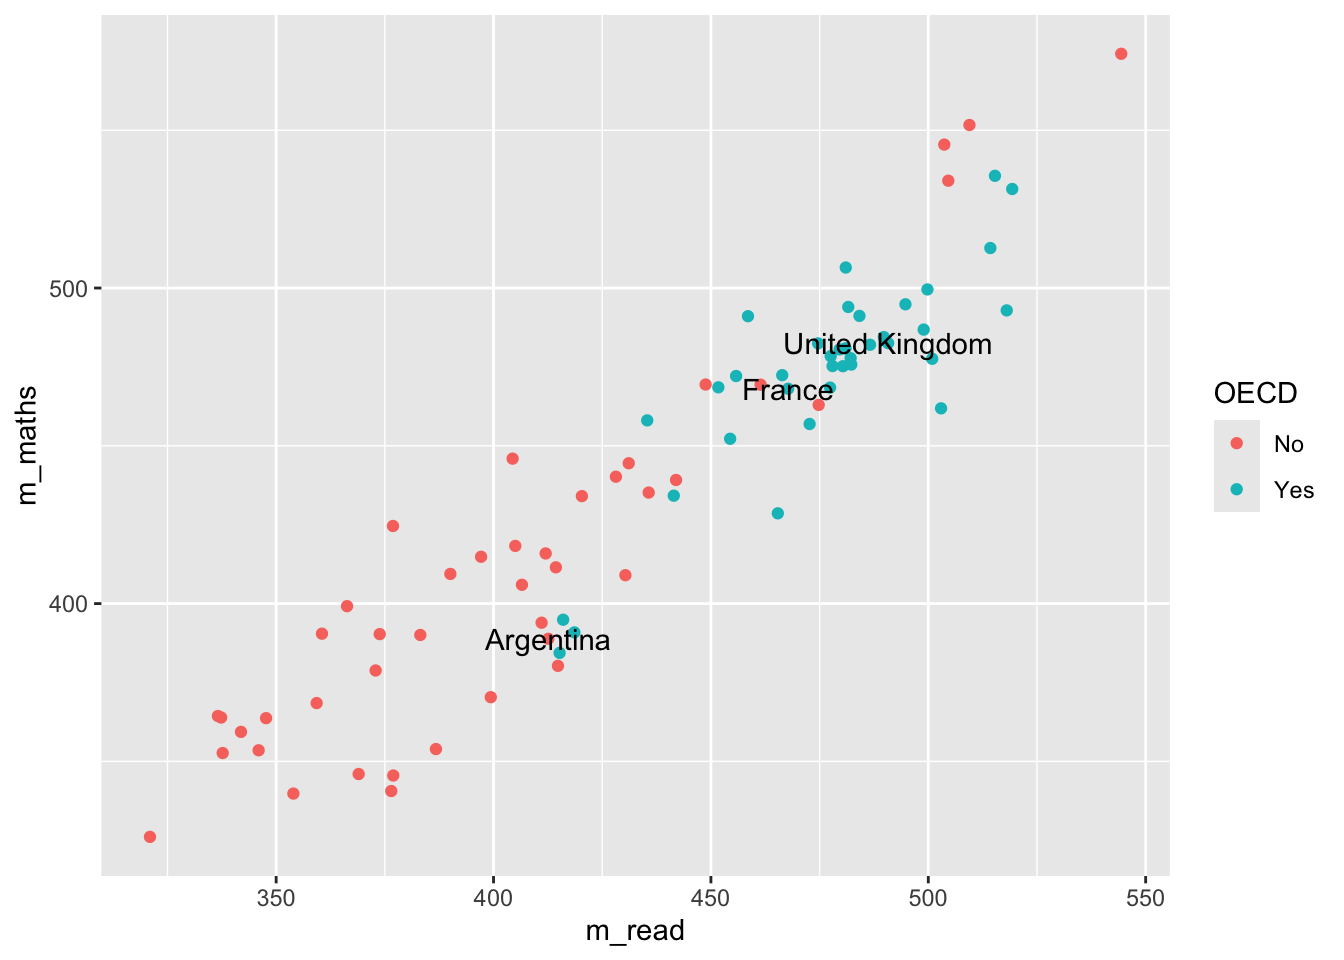 500
400
m_maths
United Kingdom
France
Argentina
350
400
450
500
550
m_read
OECD
No
Yes